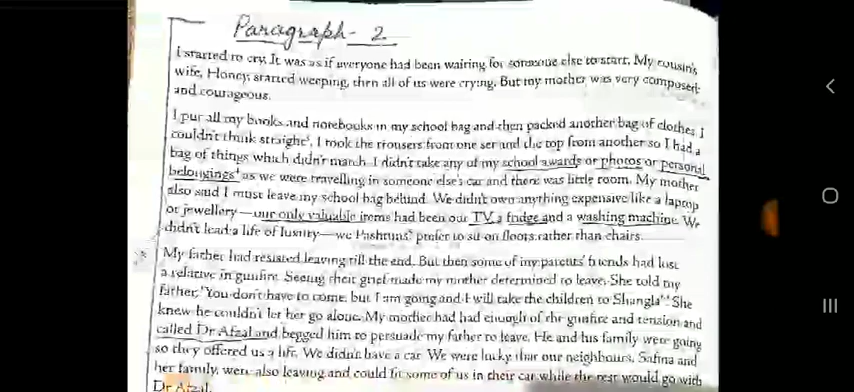 Paragraph - 2
I started to cry. It was as if everyone had been waiting for someone else to start. My cousin's
wife, Honey, started weeping, then all of us were crying. But my mother was very composed
and courageous.
I put all my books and notebooks in my school bag and then packed another bag of clothes. I
couldn't think straight. I took the trousers from one set and the top from another so I had a
bag of things which didn't match. I didn't take any of my school awards or photos or personal
belongings as we were travelling in someone else's car and there was little room. My mother
also said I must leave my school bag behind. We didn't own anything expensive like a laptop
or jewellery—our only valuable items had been our TV, a fridge and a washing machine. We
didn't lead a life of luxury—we Pashtuns prefer to sit on floors rather than chairs.
My father had resisted leaving till the end. But then some of my parents' friends had lost
a relative in gunfire. Seeing their grief made my mother determined to leave. She told my
father, 'You don't have to come, but I am going and I will take the children to Shangla'. She
knew he couldn't let her go alone. My mother had had enough of the gunfire and tension and
called Dr Afzal and begged him to persuade my father to leave. He and his family were going
so they offered us a lift. We didn't have a car. We were lucky that our neighbours, Safina and
her family, were also leaving and could fit some of us in their car while the rest would go with
Dr Afzal.